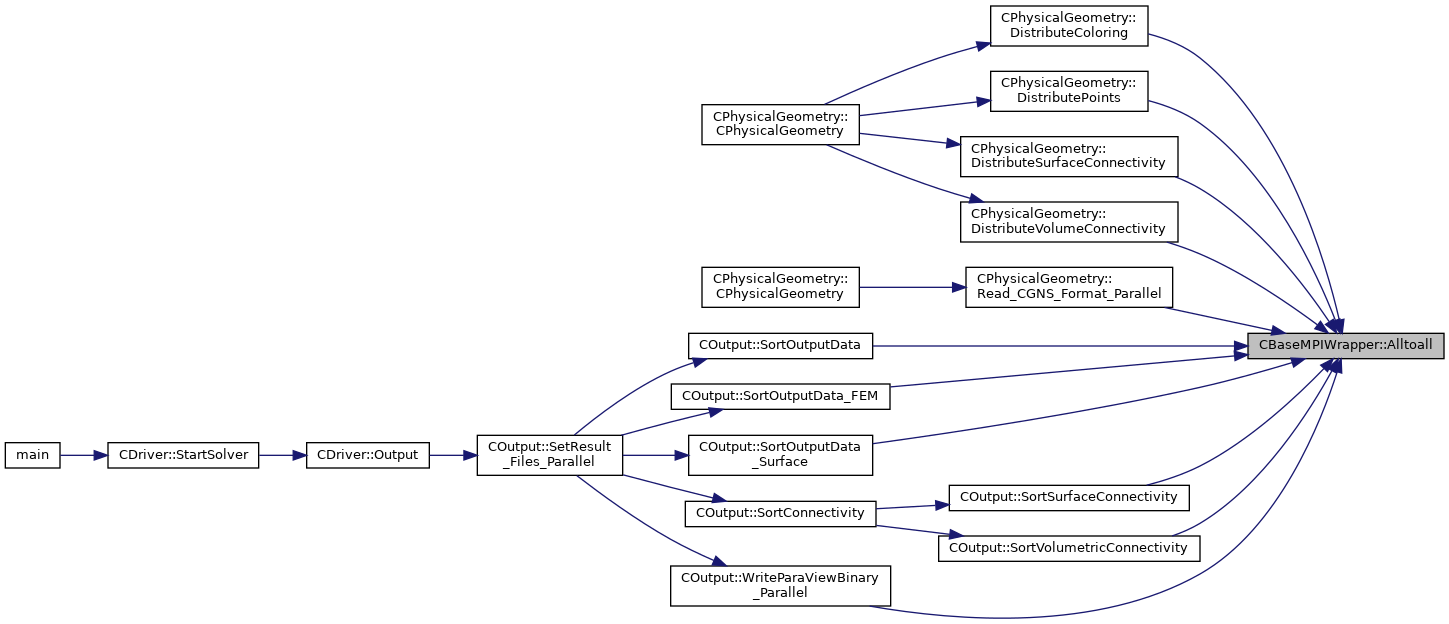 CPhysicalGeometry::
DistributeColoring
CPhysicalGeometry::
DistributePoints
CPhysicalGeometry::
CPhysicalGeometry
CPhysicalGeometry::
DistributeSurfaceConnectivity
CPhysicalGeometry::
DistributeVolumeConnectivity
CPhysicalGeometry::
CPhysicalGeometry
CPhysicalGeometry::
Read_CGNS_Format_Parallel
COutput::SortOutputData
CBaseMPIWrapper::Alltoall
COutput::SortOutputData_FEM
main
CDriver::StartSolver
CDriver::Output
COutput::SetResult
_Files_Parallel
COutput::SortOutputData
_Surface
COutput::SortSurfaceConnectivity
COutput::SortConnectivity
COutput::SortVolumetricConnectivity
COutput::WriteParaViewBinary
_Parallel